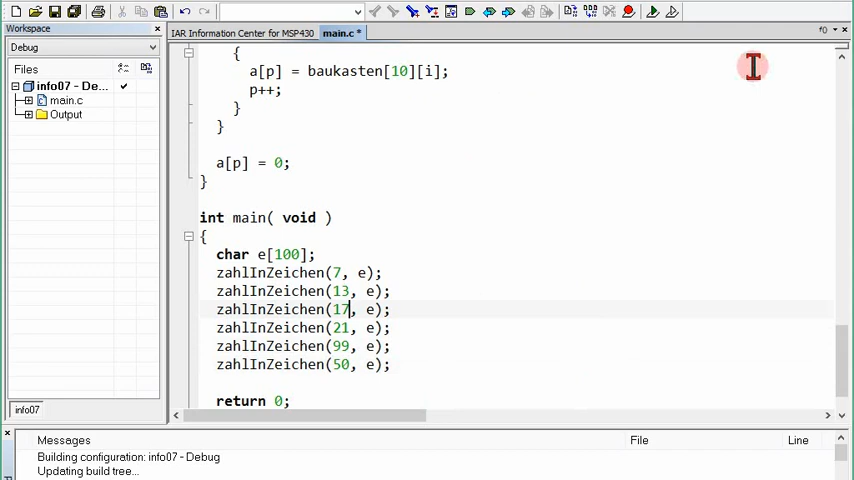 Workspace
IAR Information Center for MSP430 main.c * f0
Debug
Files
info07 - De...
main.c
Output
{
a[p] = baukasten[10][i];
p++;
}
}
a[p] = 0;
}
int main( void )
{
char e[100];
zahlInZeichen(7, e);
zahlInZeichen(13, e);
zahlInZeichen(17, e);
zahlInZeichen(21, e);
zahlInZeichen(99, e);
zahlInZeichen(50, e);
return 0;
info07
Messages File Line
Building configuration: info07 - Debug
Updating build tree...